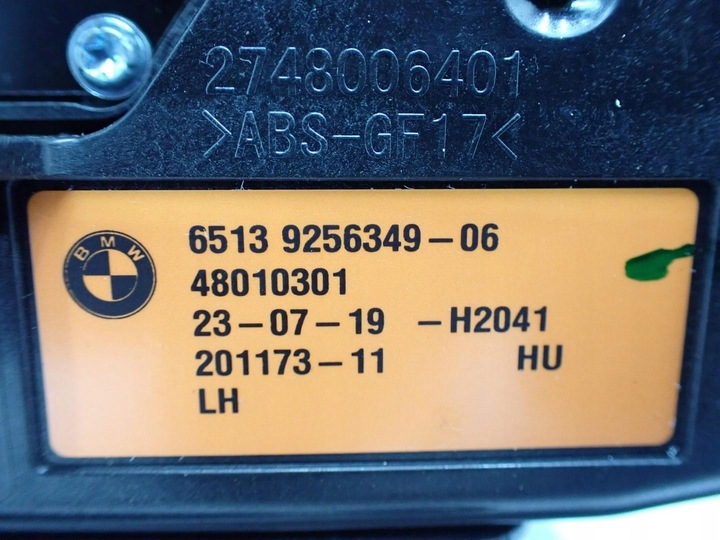 2748006401
>ABS-GF17<
BMW
6513 9256349-06
48010301
23-07-19 -H2041
201173-11 HU
LH